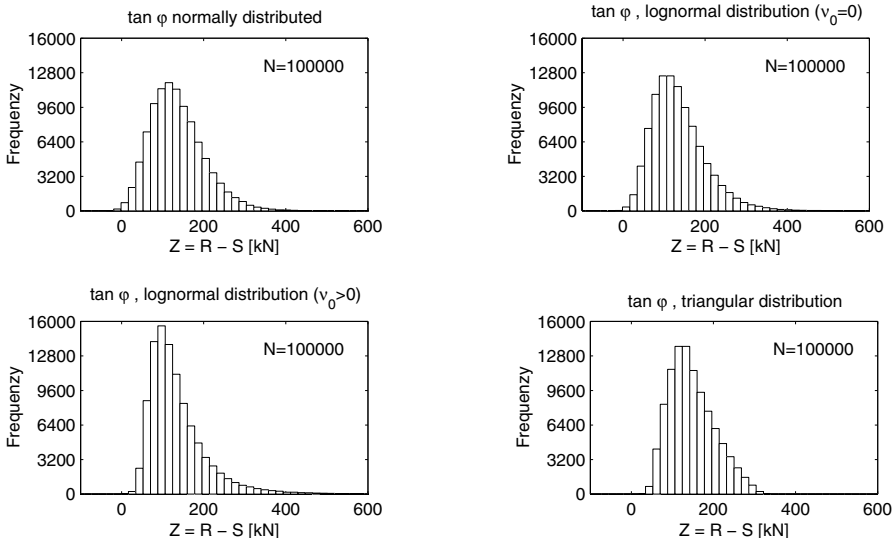 tan φ normally distributed
16000
12800
9600
6400
3200
0
Frequenzy
N=100000
0 200 400 600
Z = R − S [kN]
tan φ , lognormal distribution (ν₀=0)
16000
12800
9600
6400
3200
0
Frequenzy
N=100000
0 200 400 600
Z = R − S [kN]
tan φ , lognormal distribution (ν₀>0)
16000
12800
9600
6400
3200
0
Frequenzy
N=100000
0 200 400 600
Z = R − S [kN]
tan φ , triangular distribution
16000
12800
9600
6400
3200
0
Frequenzy
N=100000
0 200 400 600
Z = R − S [kN]